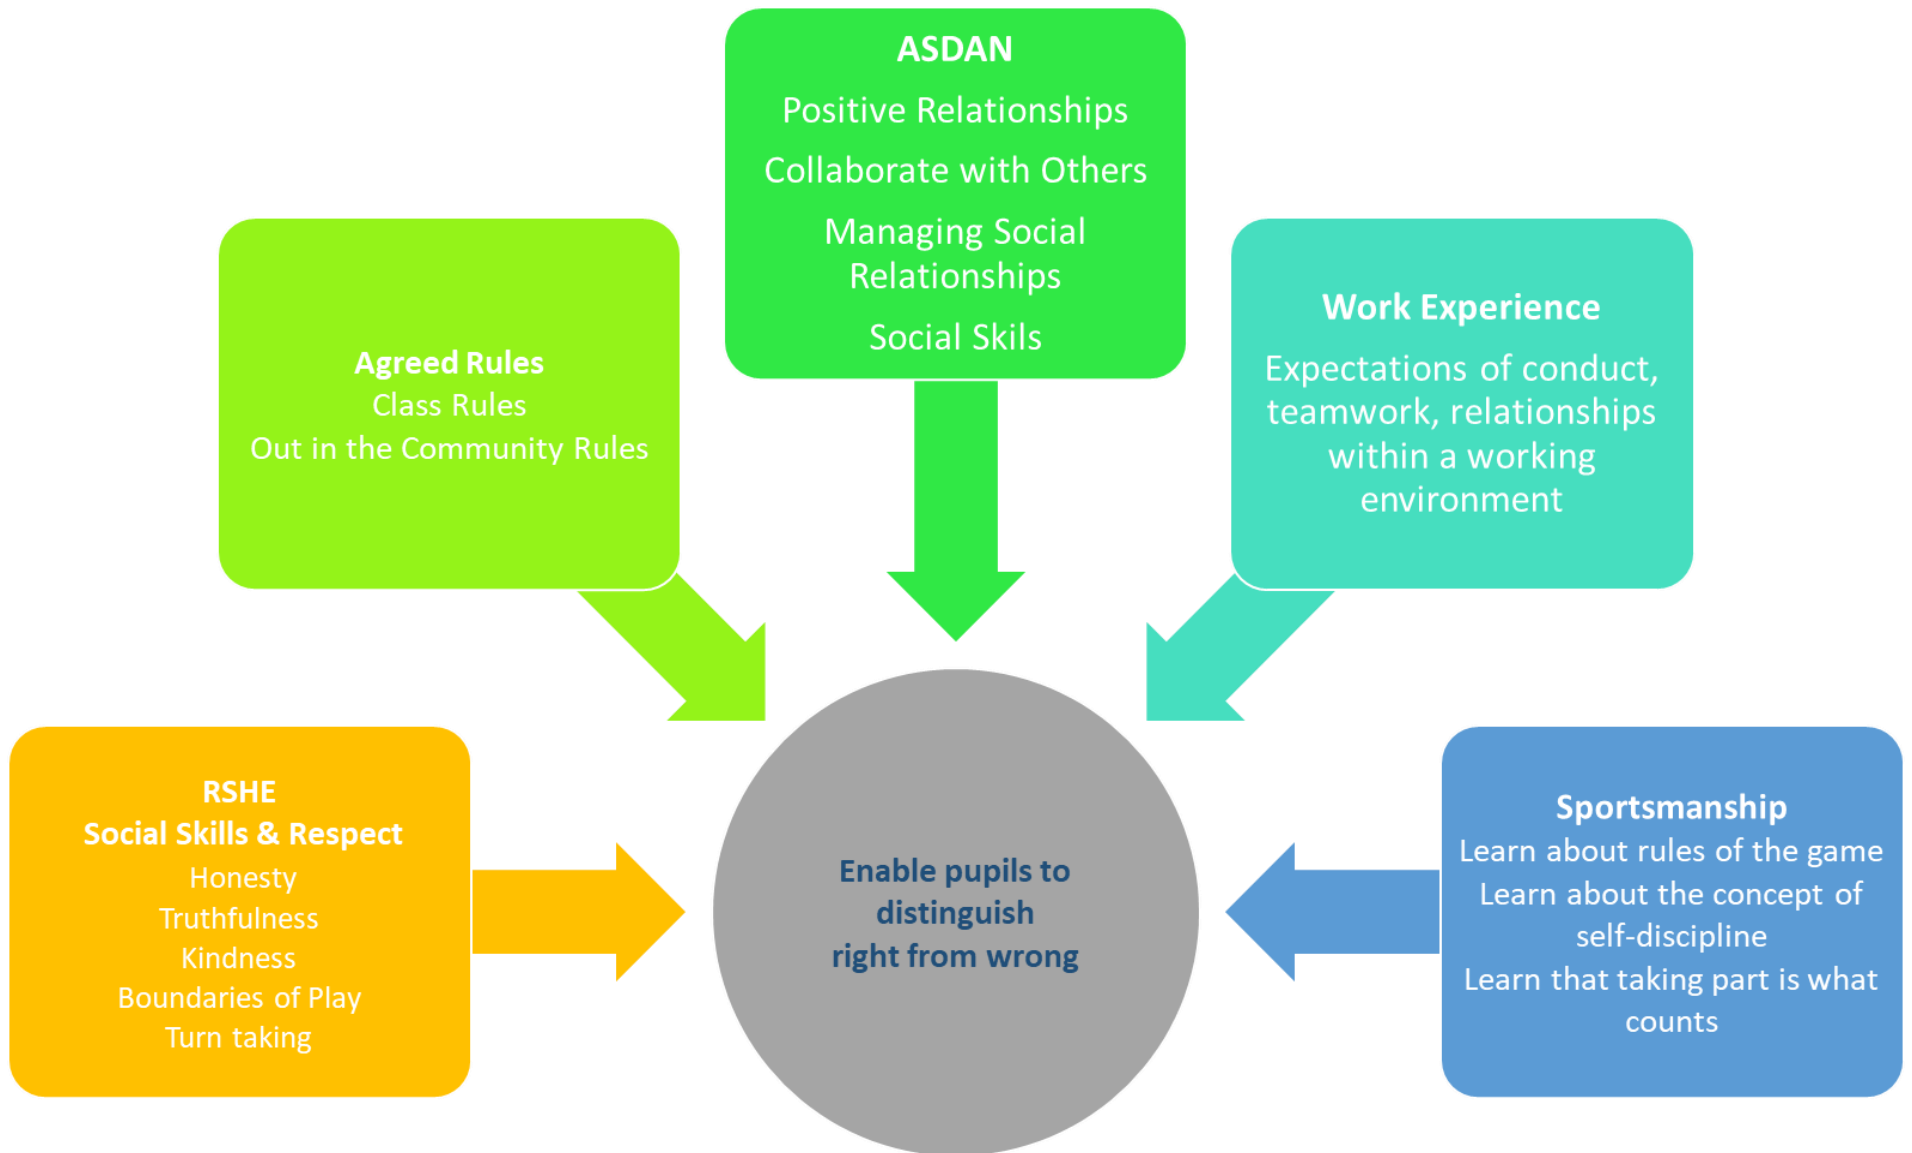 ASDAN
Positive Relationships
Collaborate with Others
Managing Social
Relationships
Social Skils
Agreed Rules
Class Rules
Out in the Community Rules
Work Experience
Expectations of conduct,
teamwork, relationships
within a working
environment
RSHE
Social Skills & Respect
Honesty
Truthfulness
Kindness
Boundaries of Play
Turn taking
Enable pupils to
distinguish
right from wrong
Sportsmanship
Learn about rules of the game
Learn about the concept of
self-discipline
Learn that taking part is what
counts